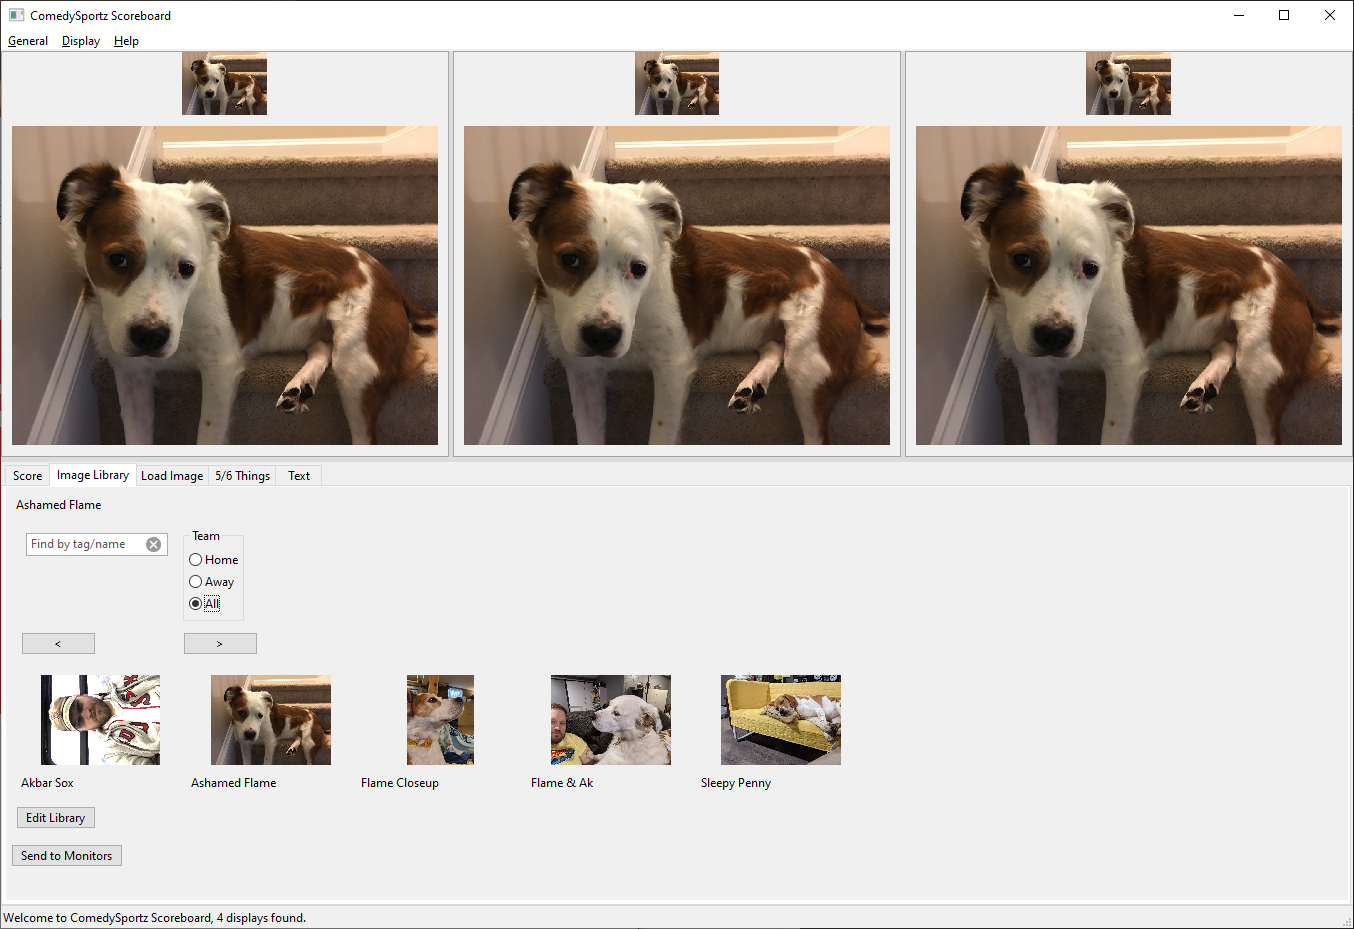 ComedySportz Scoreboard
General Display Help
Score Image Library Load Image 5/6 Things Text
Ashamed Flame
Find by tag/name
Team
Home
Away
All
< >
Akbar Sox Ashamed Flame Flame Closeup Flame & Ak Sleepy Penny
Edit Library
Send to Monitors
Welcome to ComedySportz Scoreboard, 4 displays found.